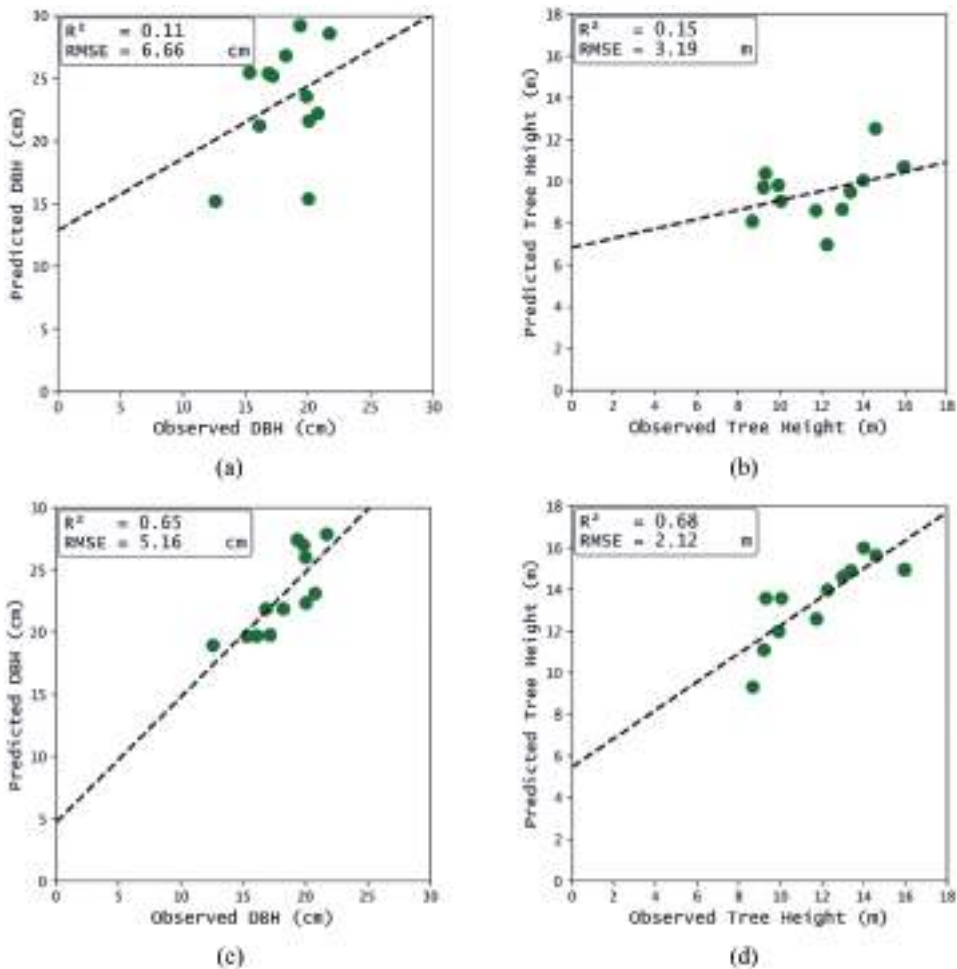 R² = 0.11
RMSE = 6.66 cm
30
25
20
15
10
5
0
0 5 10 15 20 25 30
Predicted DBH (cm)
Observed DBH (cm)
(a)
R² = 0.15
RMSE = 3.19 m
18
16
14
12
10
8
6
4
2
0
0 2 4 6 8 10 12 14 16 18
Predicted Tree Height (m)
Observed Tree Height (m)
(b)
R² = 0.65
RMSE = 5.16 cm
30
25
20
15
10
5
0
0 5 10 15 20 25 30
Predicted DBH (cm)
Observed DBH (cm)
(c)
R² = 0.68
RMSE = 2.12 m
18
16
14
12
10
8
6
4
2
0
0 2 4 6 8 10 12 14 16 18
Predicted Tree Height (m)
Observed Tree Height (m)
(d)